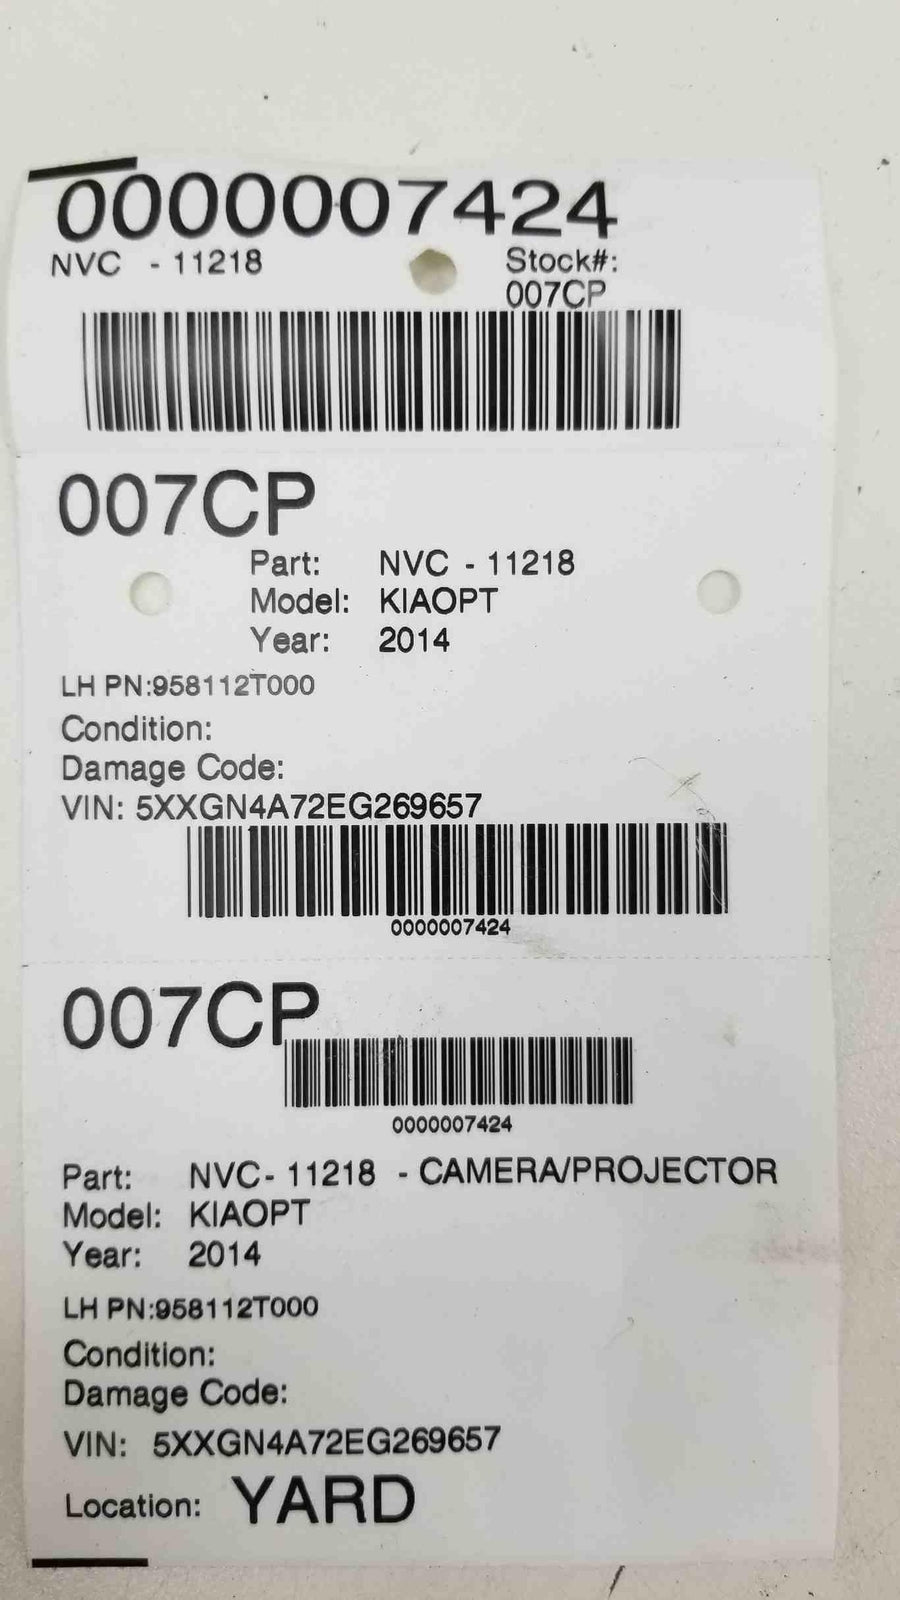 0000007424
NVC - 11218
Stock#:
007CP
007CP
Part: NVC - 11218
Model: KIAOPT
Year: 2014
LH PN:958112T000
Condition:
Damage Code:
VIN: 5XXGN4A72EG269657
0000007424
007CP
0000007424
Part: NVC- 11218 - CAMERA/PROJECTOR
Model: KIAOPT
Year: 2014
LH PN:958112T000
Condition:
Damage Code:
VIN: 5XXGN4A72EG269657
Location: YARD